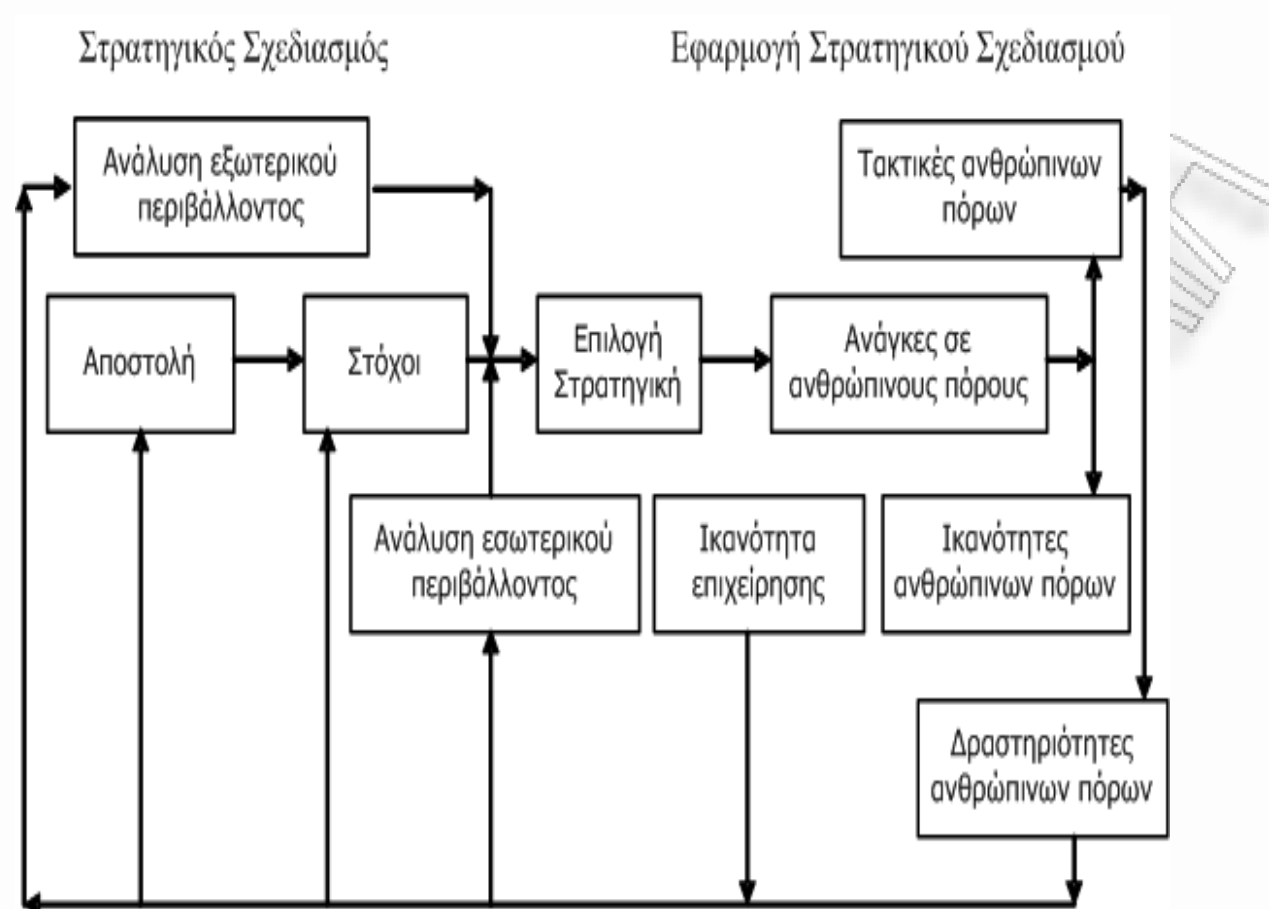 Στρατηγικός Σχεδιασμός
Εφαρμογή Στρατηγικού Σχεδιασμού
Ανάλυση εξωτερικού
περιβάλλοντος
Τακτικές ανθρώπινων
πόρων
Αποστολή
Στόχοι
Επιλογή
Στρατηγική
Ανάγκες σε
ανθρώπινους πόρους
Ανάλυση εσωτερικού
περιβάλλοντος
Ικανότητα
επιχείρησης
Ικανότητες
ανθρώπινων πόρων
Δραστηριότητες
ανθρώπινων πόρων